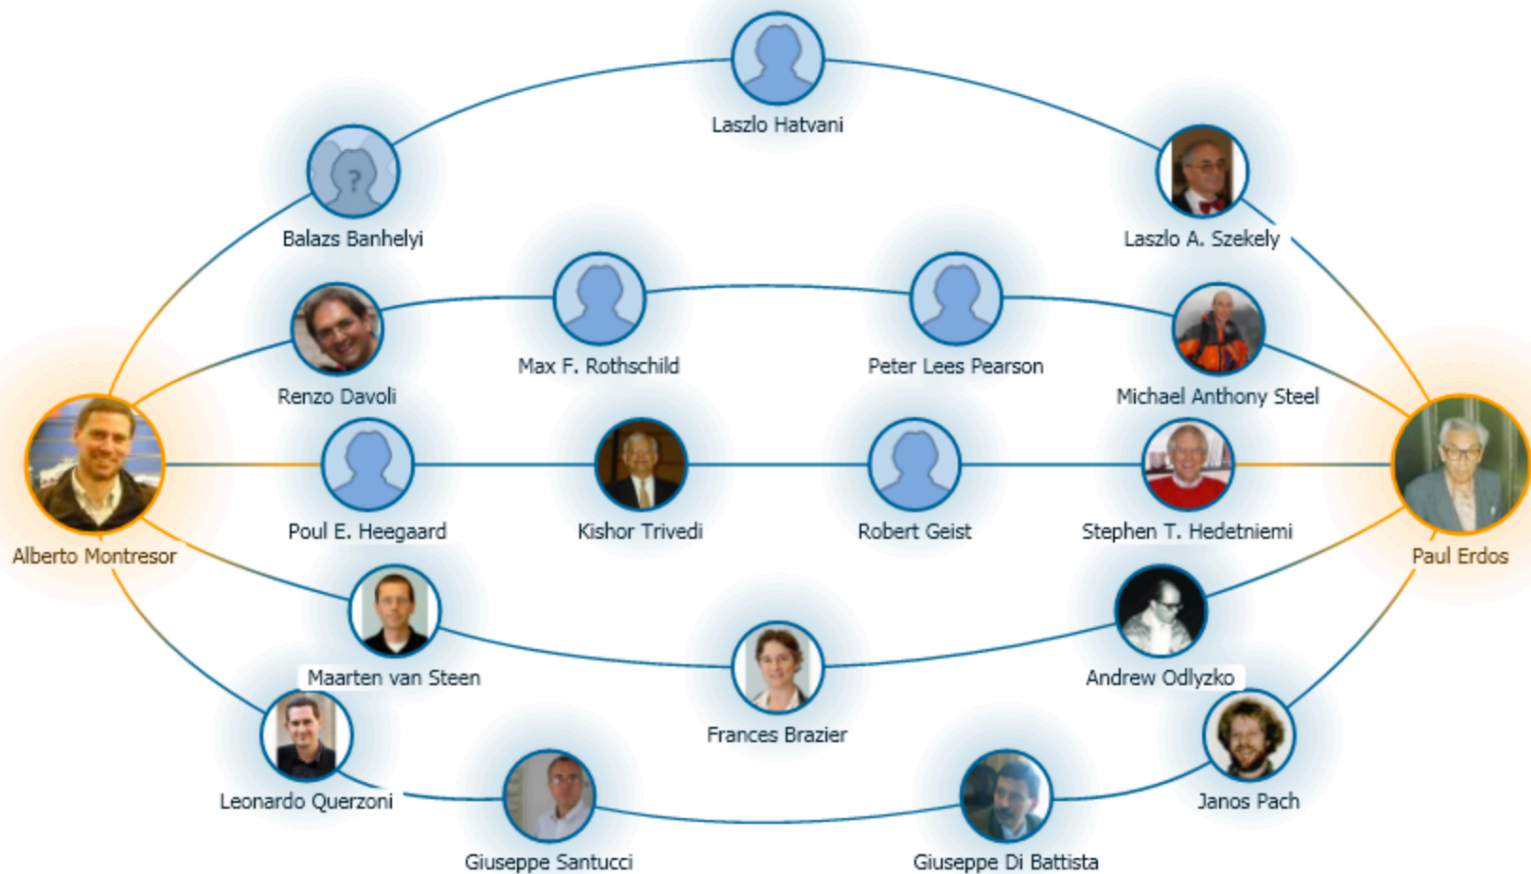 Laszlo Hatvani
?
Balazs Banhelyi
Laszlo A. Szekely
Renzo Davoli
Max F. Rothschild
Peter Lees Pearson
Michael Anthony Steel
Alberto Montresor
Poul E. Heegaard
Kishor Trivedi
Robert Geist
Stephen T. Hedetniemi
Paul Erdos
Maarten van Steen
Frances Brazier
Andrew Odlyzko
Leonardo Querzoni
Giuseppe Santucci
Giuseppe Di Battista
Janos Pach